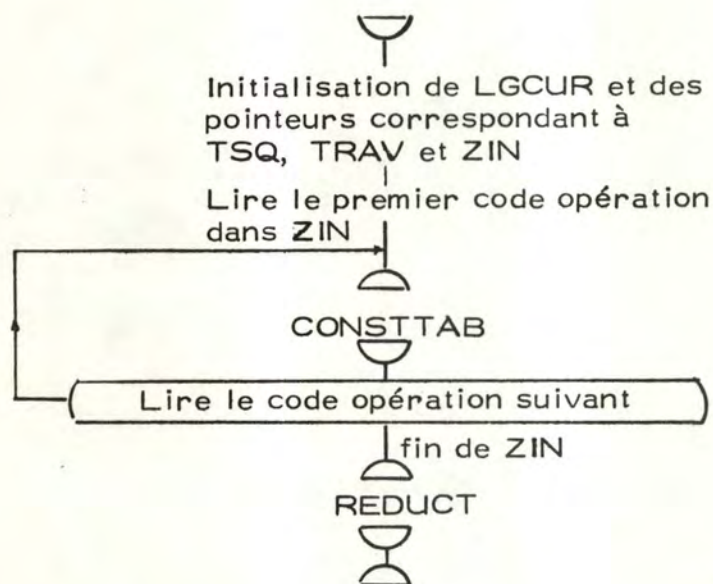 Initialisation de LGCUR et des
pointeurs correspondant à
TSQ, TRAV et ZIN
Lire le premier code opération
dans ZIN
CONSTTAB
Lire le code opération suivant
fin de ZIN
REDUCT